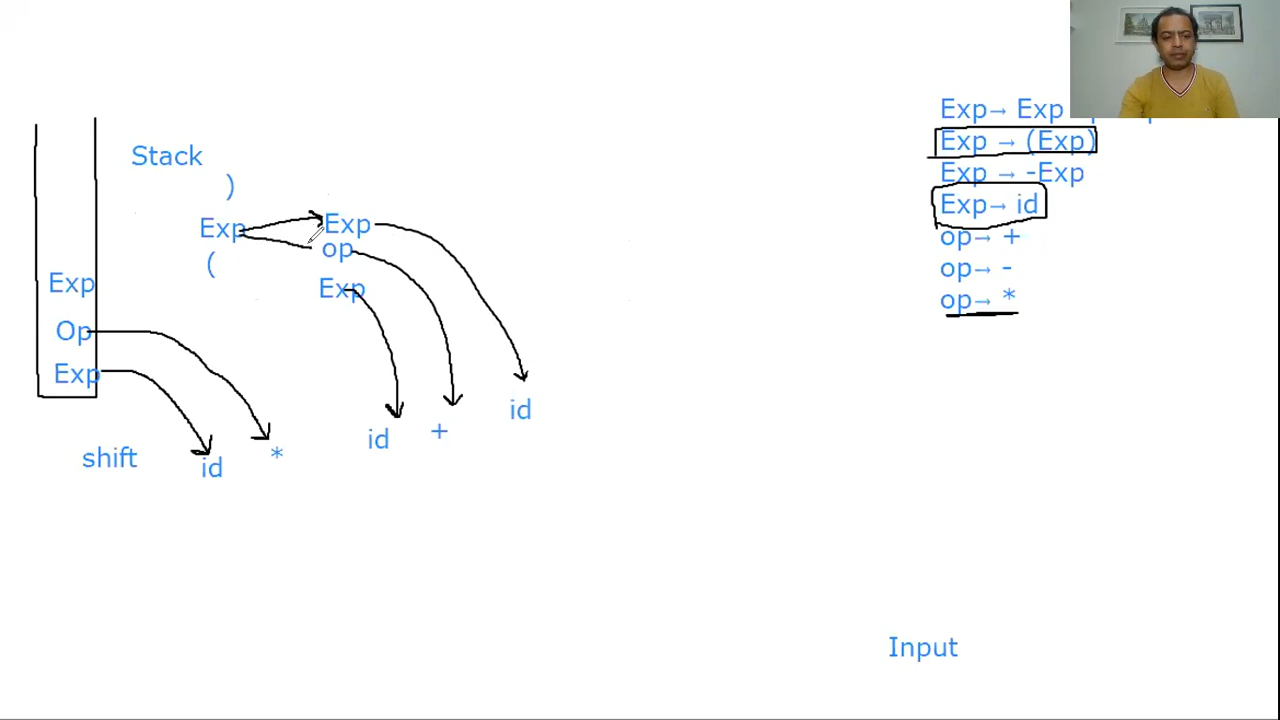 Stack
)
Exp
(
Exp
op
Exp
Exp
Op
Exp
shift
id
*
id
+
id
Exp→ Exp
Exp → (Exp)
Exp → -Exp
Exp→ id
op→ +
op→ -
op→ *
Input